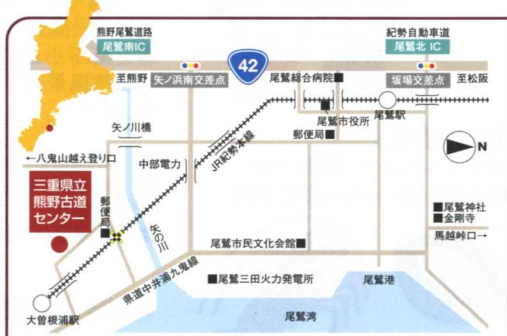 熊野尾鷲道路
尾鷲南IC
紀勢自動車道
尾鷲北 IC
42
至熊野
矢ノ浜南交差点
尾鷲総合病院■
坂場交差点
至松阪
尾鷲市役所
尾鷲駅
矢ノ川橋
郵便局■
JR紀勢本線
N
←八鬼山越え登り口
中部電力
三重県立
熊野古道
センター
郵便局
矢の川
■尾鷲神社
■金剛寺
馬越峠口→
尾鷲市民文化会館■
県道中井浦九鬼線
■尾鷲三田火力発電所
尾鷲港
大曽根浦駅
尾鷲湾